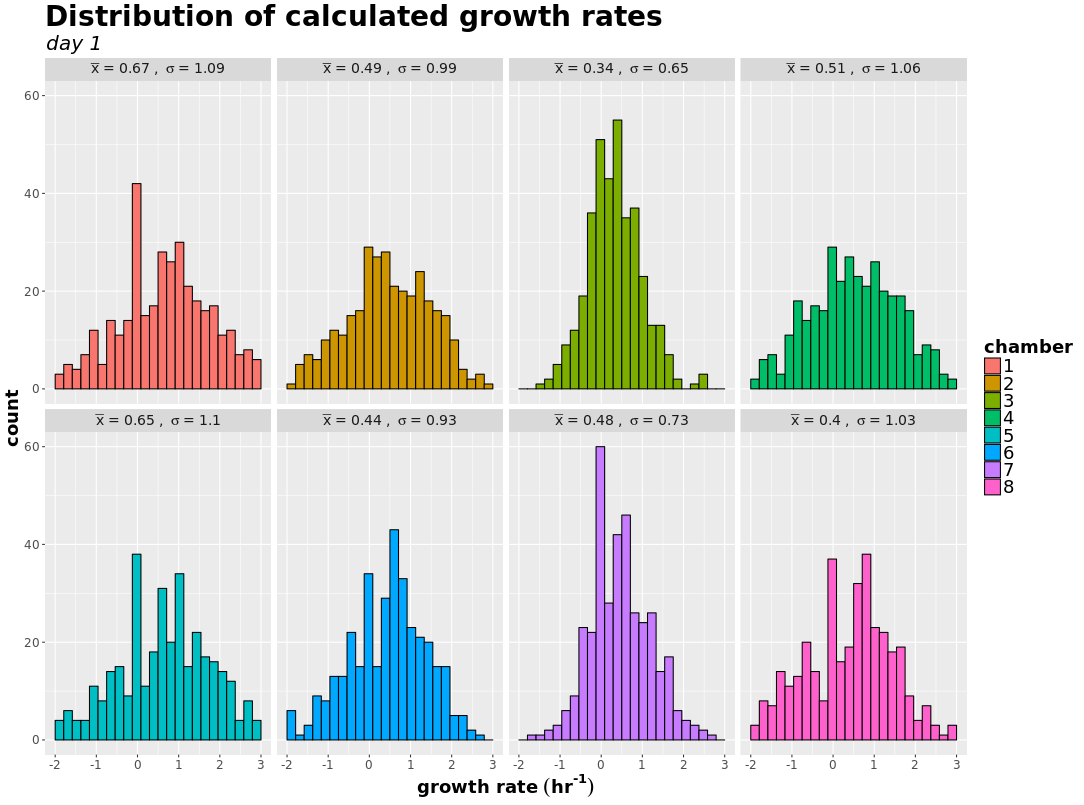 Distribution of calculated growth rates
day 1
x̅ = 0.67 , σ = 1.09
x̅ = 0.49 , σ = 0.99
x̅ = 0.34 , σ = 0.65
x̅ = 0.51 , σ = 1.06
60
40
20
0
x̅ = 0.65 , σ = 1.1
x̅ = 0.44 , σ = 0.93
x̅ = 0.48 , σ = 0.73
x̅ = 0.4 , σ = 1.03
60
40
20
0
count
-2 -1 0 1 2 3
-2 -1 0 1 2 3
-2 -1 0 1 2 3
-2 -1 0 1 2 3
growth rate (hr⁻¹)
chamber
1
2
3
4
5
6
7
8